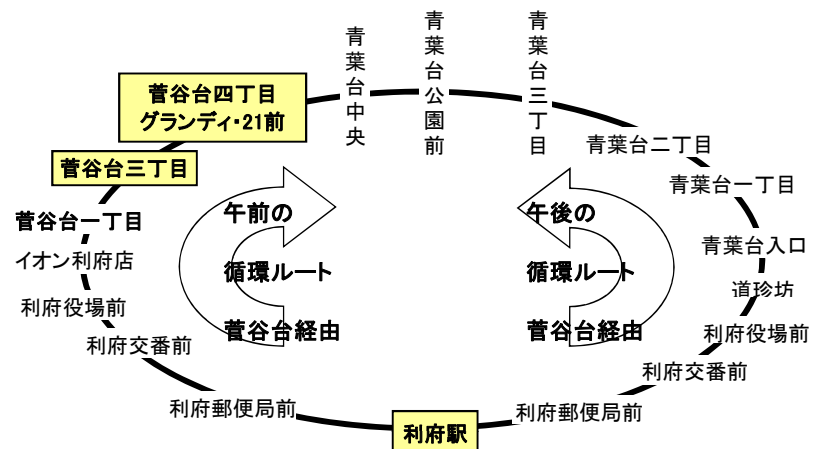 青葉台中央
青葉台公園前
青葉台三丁目
菅谷台四丁目
グランディ・21前
青葉台二丁目
菅谷台三丁目
青葉台一丁目
菅谷台一丁目
午前の
循環ルート
菅谷台経由
午後の
循環ルート
菅谷台経由
青葉台入口
イオン利府店
道珍坊
利府役場前
利府役場前
利府交番前
利府交番前
利府郵便局前
利府郵便局前
利府駅